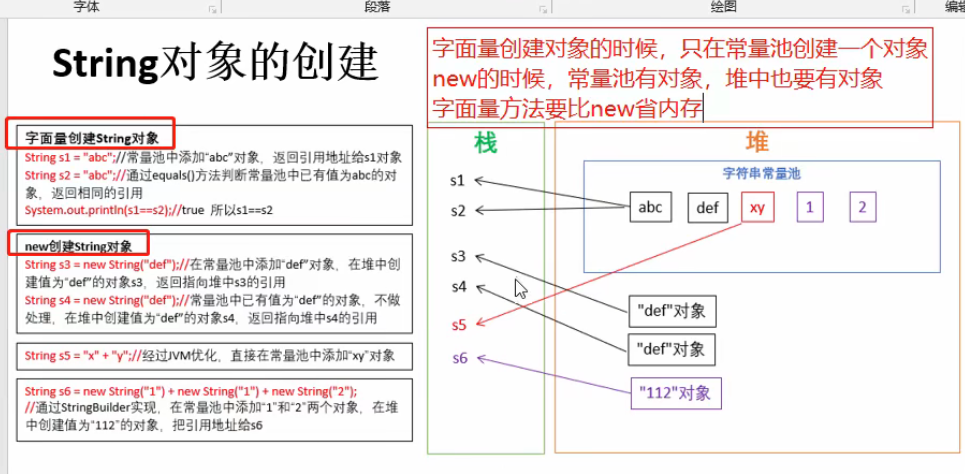 字体
段落
绘图
编辑
String对象的创建
字面量创建对象的时候，只在常量池创建一个对象
new的时候，常量池有对象，堆中也要有对象
字面量方法要比new省内存
字面量创建String对象
String s1 = "abc";//常量池中添加“abc”对象，返回引用地址给s1对象
String s2 = "abc";//通过equals()方法判断常量池中已有值为abc的对
象，返回相同的引用
System.out.println(s1==s2);//true 所以s1==s2
new创建String对象
String s3 = new String("def");//在常量池中添加“def”对象，在堆中创
建值为“def”的对象s3，返回指向堆中s3的引用
String s4 = new String("def");//常量池中已有值为“def”的对象，不做
处理，在堆中创建值为“def”的对象s4，返回指向堆中s4的引用
String s5 = "x" + "y";//经过JVM优化，直接在常量池中添加“xy”对象
String s6 = new String("1") + new String("1") + new String("2");
//通过StringBuilder实现，在常量池中添加“1”和“2”两个对象，在堆
中创建值为“112”的对象，把引用地址给s6
栈
s1
s2
s3
s4
s5
s6
堆
字符串常量池
abc
def
xy
1
2
"def"对象
"def"对象
"112"对象